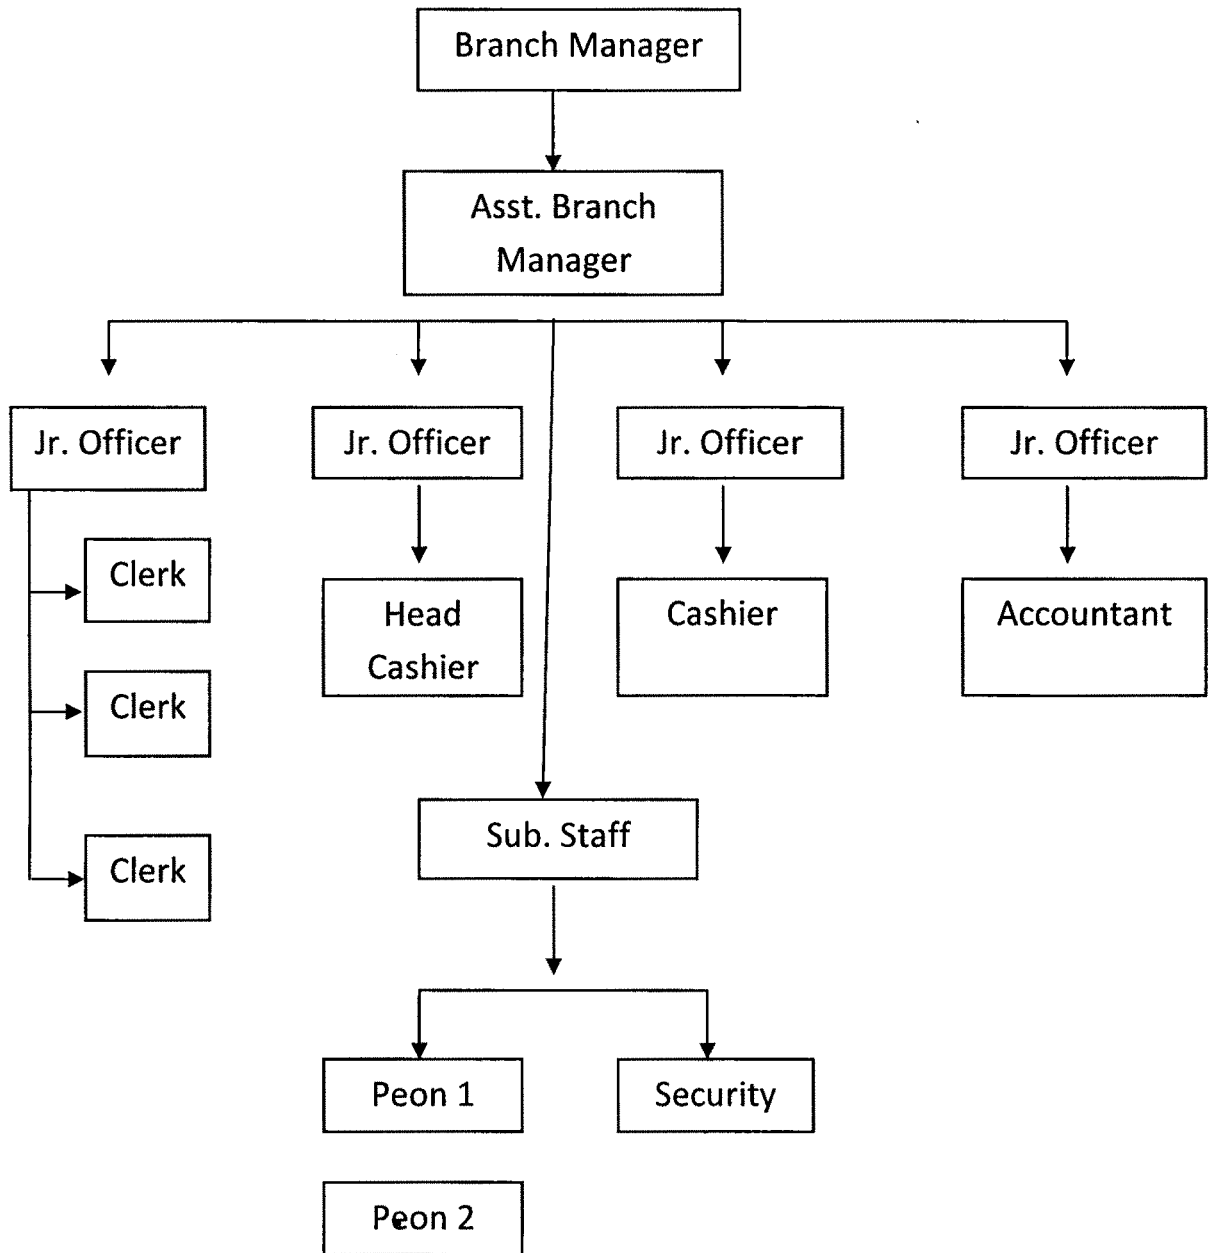 Branch Manager
Asst. Branch
Manager
Jr. Officer
Jr. Officer
Jr. Officer
Jr. Officer
Clerk
Clerk
Clerk
Head
Cashier
Cashier
Accountant
Sub. Staff
Peon 1
Security
Peon 2